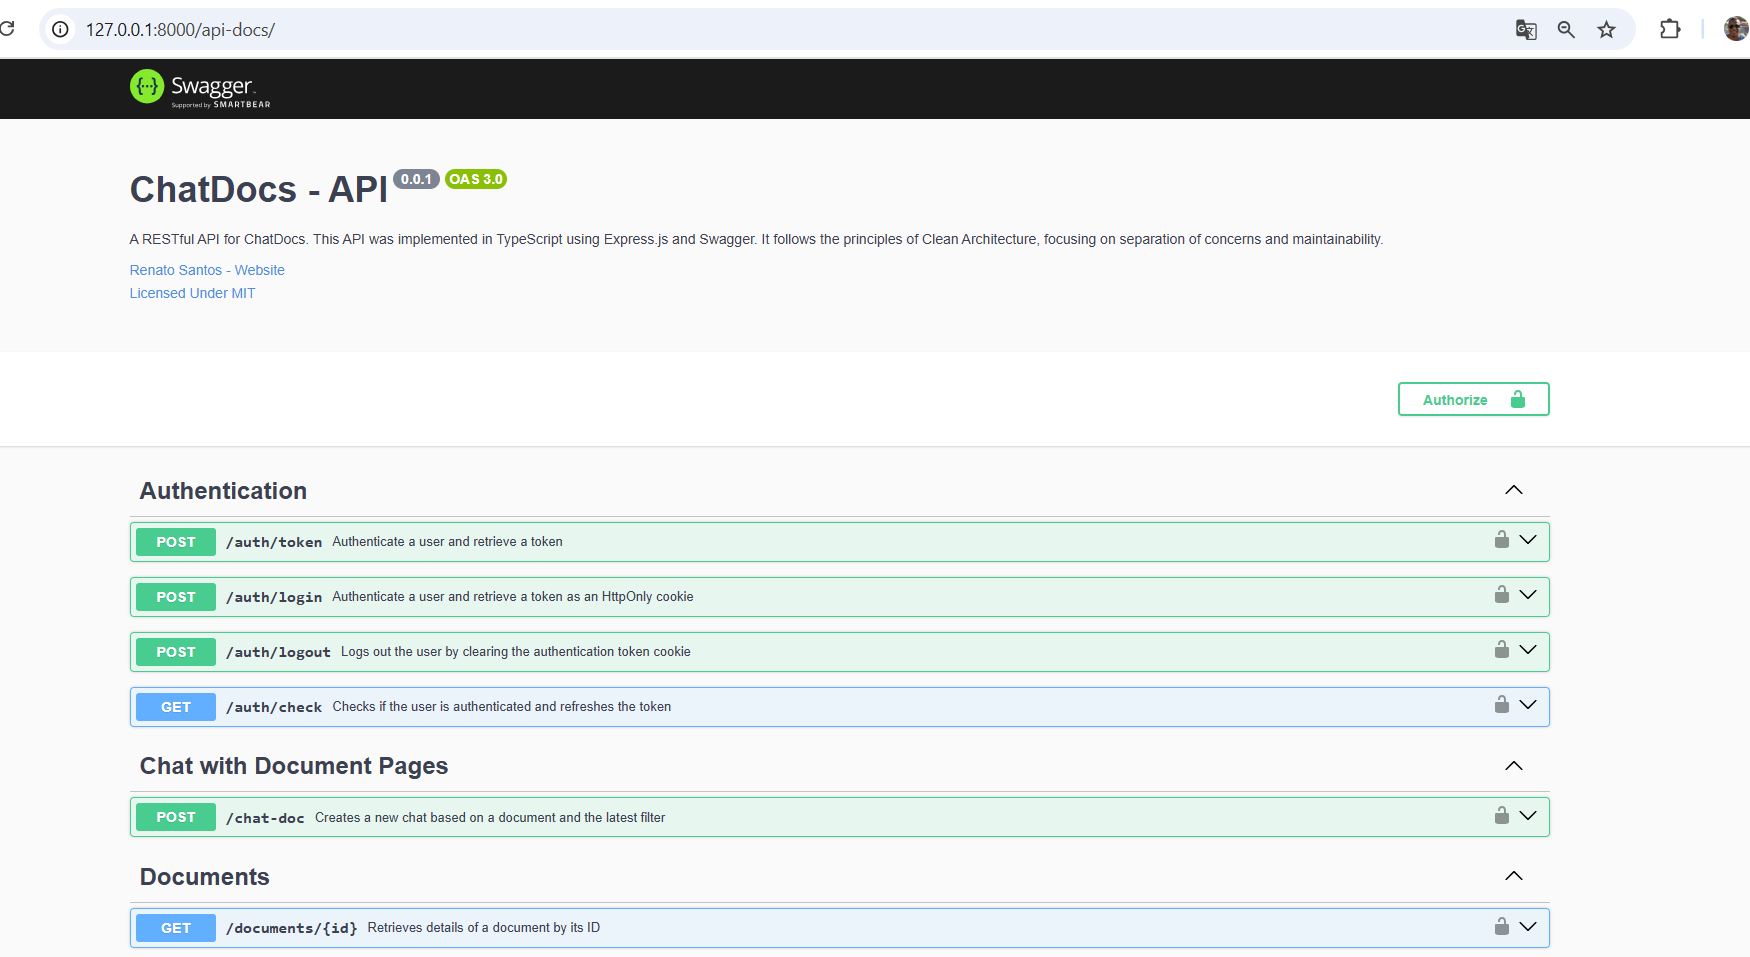 127.0.0.1:8000/api-docs/
{···} Swagger™
Supported by SMARTBEAR
ChatDocs - API 0.0.1 OAS 3.0
A RESTful API for ChatDocs. This API was implemented in TypeScript using Express.js and Swagger. It follows the principles of Clean Architecture, focusing on separation of concerns and maintainability.
Renato Santos - Website
Licensed Under MIT
Authorize
Authentication
POST /auth/token Authenticate a user and retrieve a token
POST /auth/login Authenticate a user and retrieve a token as an HttpOnly cookie
POST /auth/logout Logs out the user by clearing the authentication token cookie
GET /auth/check Checks if the user is authenticated and refreshes the token
Chat with Document Pages
POST /chat-doc Creates a new chat based on a document and the latest filter
Documents
GET /documents/{id} Retrieves details of a document by its ID